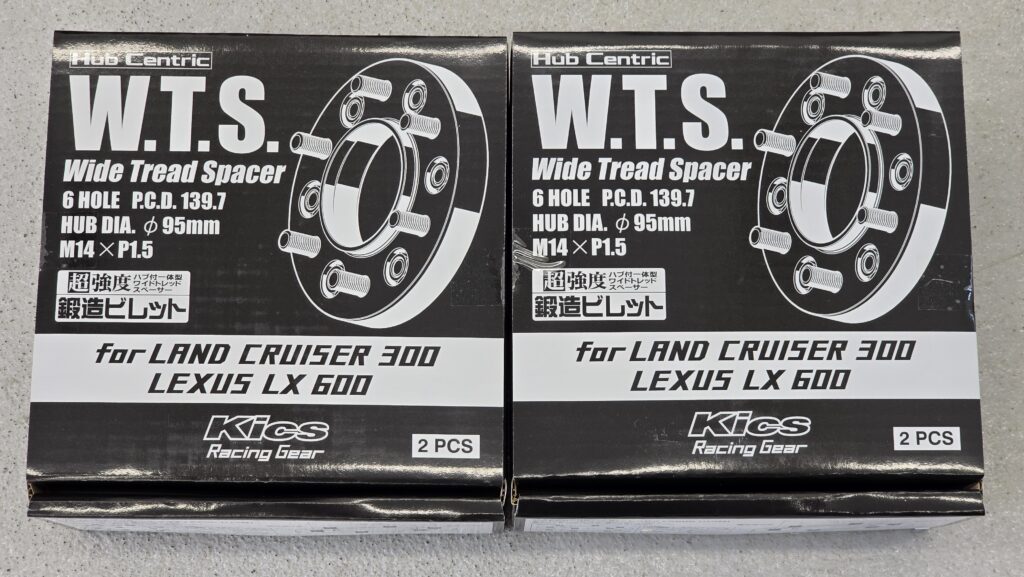 Hub Centric
W.T.S.
Wide Tread Spacer
6 HOLE P.C.D. 139.7
HUB DIA. φ 95mm
M14×P1.5
超強度
ハブ付一体型
ワイドトレッド
スペーサー
鍛造ビレット
for LAND CRUISER 300
LEXUS LX 600
Kics
Racing Gear
2 PCS
Hub Centric
W.T.S.
Wide Tread Spacer
6 HOLE P.C.D. 139.7
HUB DIA. φ 95mm
M14×P1.5
超強度
ハブ付一体型
ワイドトレッド
スペーサー
鍛造ビレット
for LAND CRUISER 300
LEXUS LX 600
Kics
Racing Gear
2 PCS